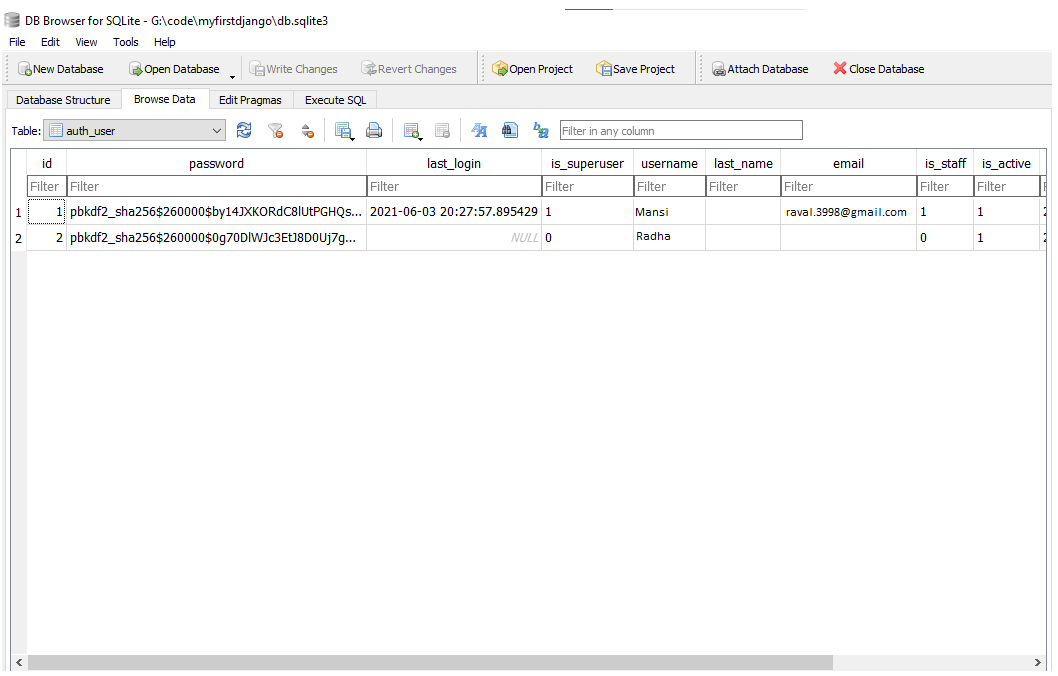 DB Browser for SQLite - G:\code\myfirstdjango\db.sqlite3
File Edit View Tools Help
New Database Open Database Write Changes Revert Changes Open Project Save Project Attach Database Close Database
Database Structure Browse Data Edit Pragmas Execute SQL
Table: auth_user Filter in any column
id password last_login is_superuser username last_name email is_staff is_active
Filter Filter Filter Filter Filter Filter Filter Filter Filter
1 1 pbkdf2_sha256$260000$by14JXKORdC8lUtPGHQs... 2021-06-03 20:27:57.895429 1 Mansi raval.3998@gmail.com 1 1
2 2 pbkdf2_sha256$260000$0g70DlWJc3EtJ8D0Uj7g... NULL 0 Radha 0 1